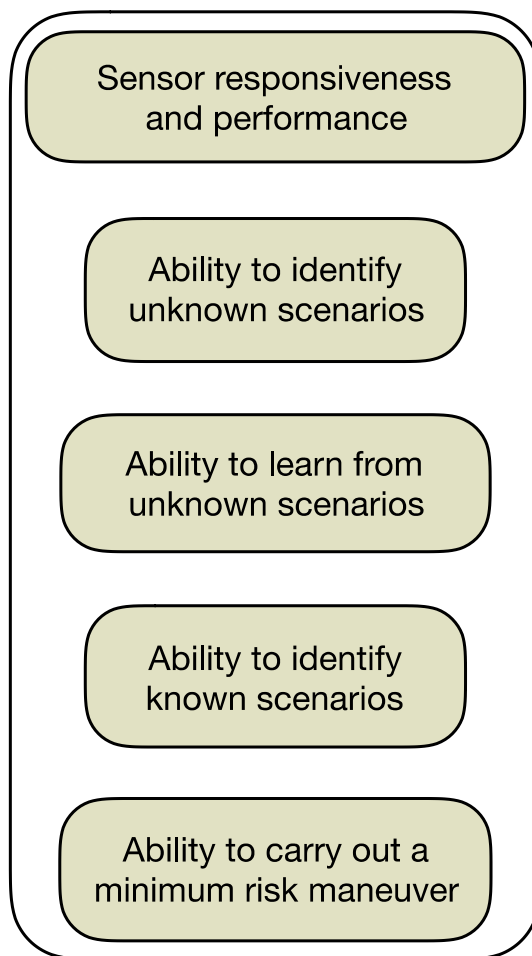 Sensor responsiveness
and performance
Ability to identify
unknown scenarios
Ability to learn from
unknown scenarios
Ability to identify
known scenarios
Ability to carry out a
minimum risk maneuver